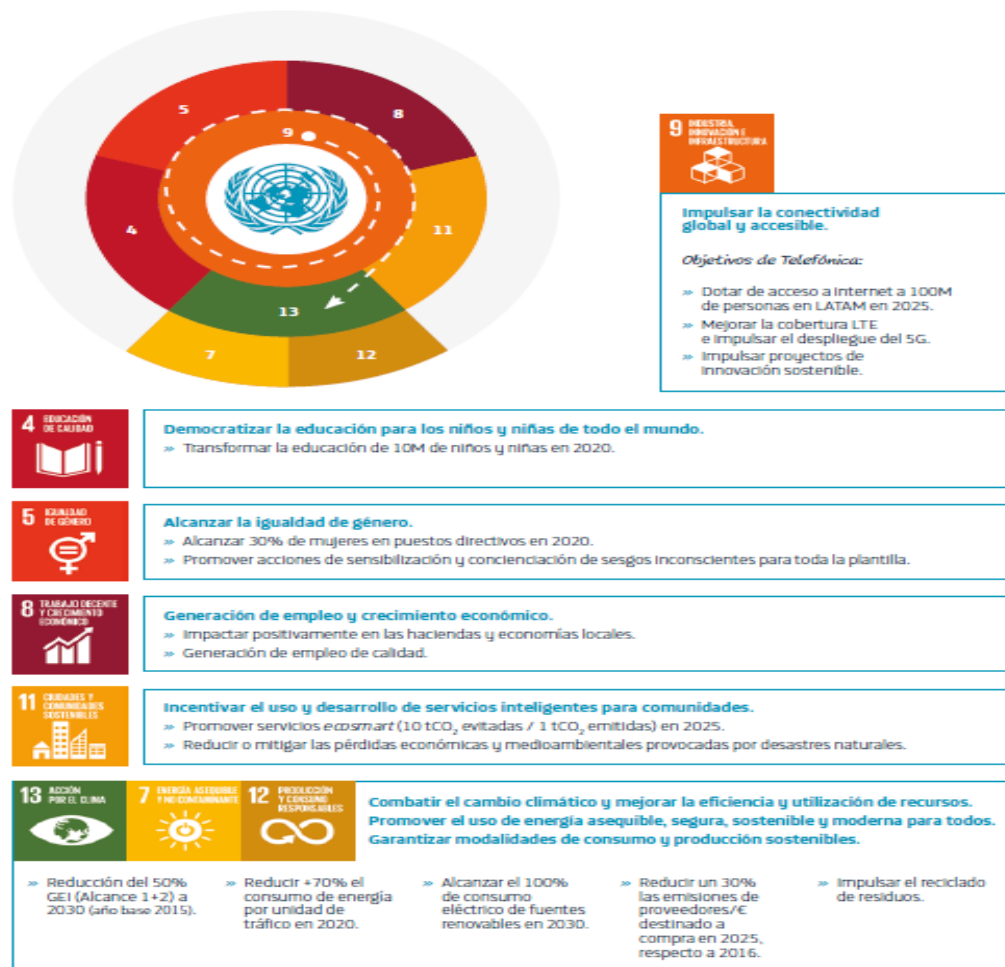 5
8
9
4
11
13
7
12
9 INDUSTRIA,
INNOVACIÓN E
INFRAESTRUCTURA
Impulsar la conectividad
global y accesible.
Objetivos de Telefónica:
» Dotar de acceso a Internet a 100M
de personas en LATAM en 2025.
» Mejorar la cobertura LTE
e impulsar el despliegue del 5G.
» Impulsar proyectos de
innovación sostenible.
4 EDUCACIÓN
DE CALIDAD
Democratizar la educación para los niños y niñas de todo el mundo.
» Transformar la educación de 10M de niños y niñas en 2020.
5 IGUALDAD
DE GÉNERO
Alcanzar la igualdad de género.
» Alcanzar 30% de mujeres en puestos directivos en 2020.
» Promover acciones de sensibilización y concienciación de sesgos inconscientes para toda la plantilla.
8 TRABAJO DECENTE
Y CRECIMIENTO
ECONÓMICO
Generación de empleo y crecimiento económico.
» Impactar positivamente en las haciendas y economías locales.
» Generación de empleo de calidad.
11 CIUDADES Y
COMUNIDADES
SOSTENIBLES
Incentivar el uso y desarrollo de servicios inteligentes para comunidades.
» Promover servicios ecosmart (10 tCO₂ evitadas / 1 tCO₂ emitidas) en 2025.
» Reducir o mitigar las pérdidas económicas y medioambientales provocadas por desastres naturales.
13 ACCIÓN
POR EL CLIMA
7 ENERGÍA ASEQUIBLE
Y NO CONTAMINANTE
12 PRODUCCIÓN
Y CONSUMO
RESPONSABLES
Combatir el cambio climático y mejorar la eficiencia y utilización de recursos.
Promover el uso de energía asequible, segura, sostenible y moderna para todos.
Garantizar modalidades de consumo y producción sostenibles.
» Reducción del 50%
GEI (Alcance 1+2) a
2030 (año base 2015).
» Reducir +70% el
consumo de energía
por unidad de
tráfico en 2020.
» Alcanzar el 100%
de consumo
eléctrico de fuentes
renovables en 2030.
» Reducir un 30%
las emisiones de
proveedores/€
destinado a
compra en 2025,
respecto a 2016.
» Impulsar el reciclado
de residuos.